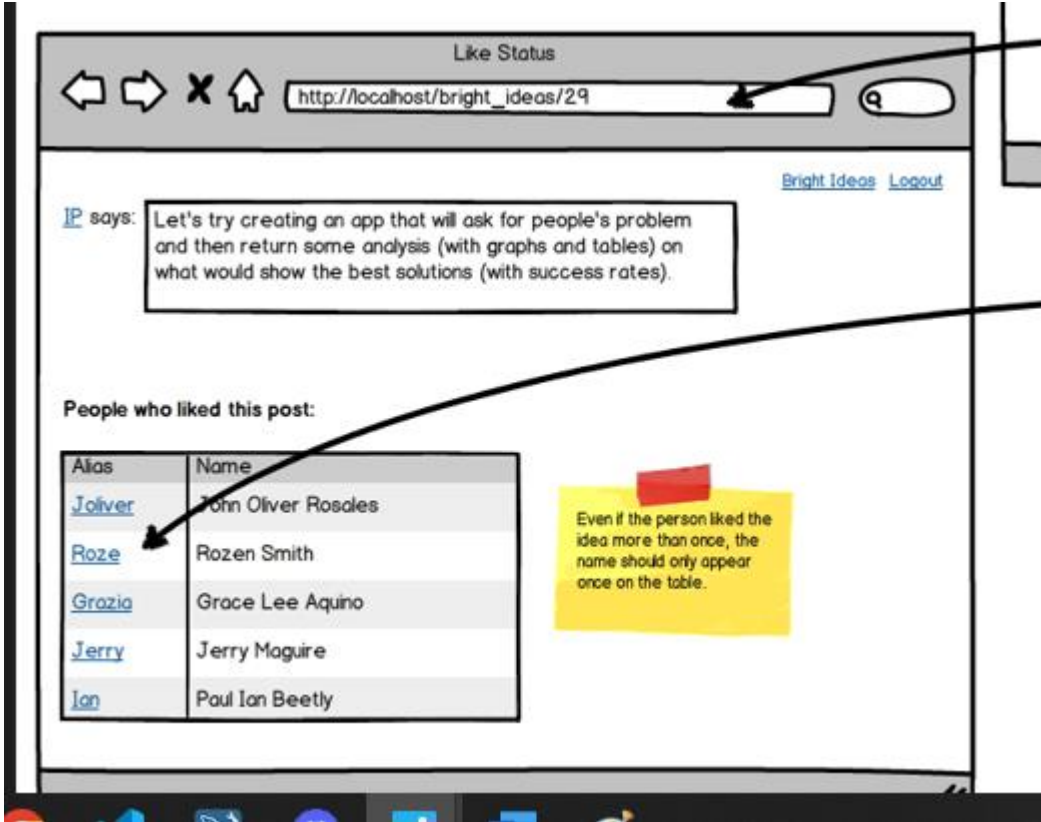 Like Status
http://localhost/bright_ideas/29
Bright Ideas Logout
IP says:
Let's try creating an app that will ask for people's problem
and then return some analysis (with graphs and tables) on
what would show the best solutions (with success rates).
People who liked this post:
Alias Name
Joliver John Oliver Rosales
Roze Rozen Smith
Grazia Grace Lee Aquino
Jerry Jerry Maguire
Ian Paul Ian Beetly
Even if the person liked the
idea more than once, the
name should only appear
once on the table.